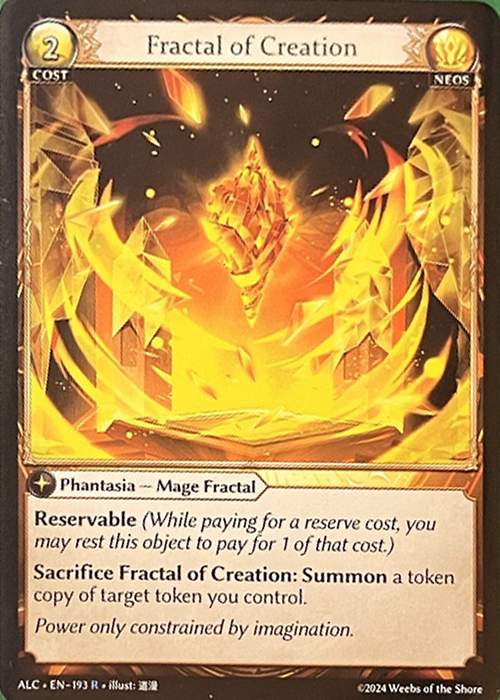 2
Fractal of Creation
COST
NEOS
Phantasia — Mage Fractal
Reservable (While paying for a reserve cost, you
may rest this object to pay for 1 of that cost.)
Sacrifice Fractal of Creation: Summon a token
copy of target token you control.
Power only constrained by imagination.
ALC • EN-193 R • illust: 道漫
©2024 Weebs of the Shore